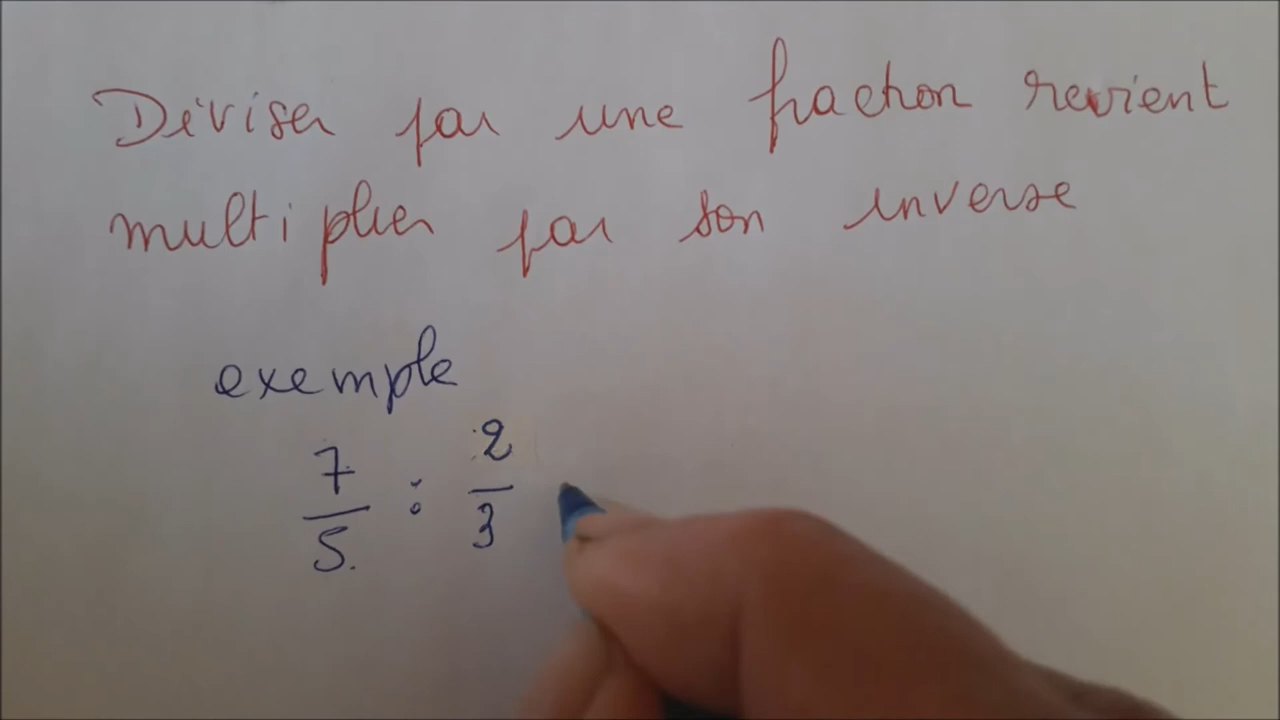 Diviser par une fraction revient
multiplier par son inverse
exemple
7/5 : 2/3